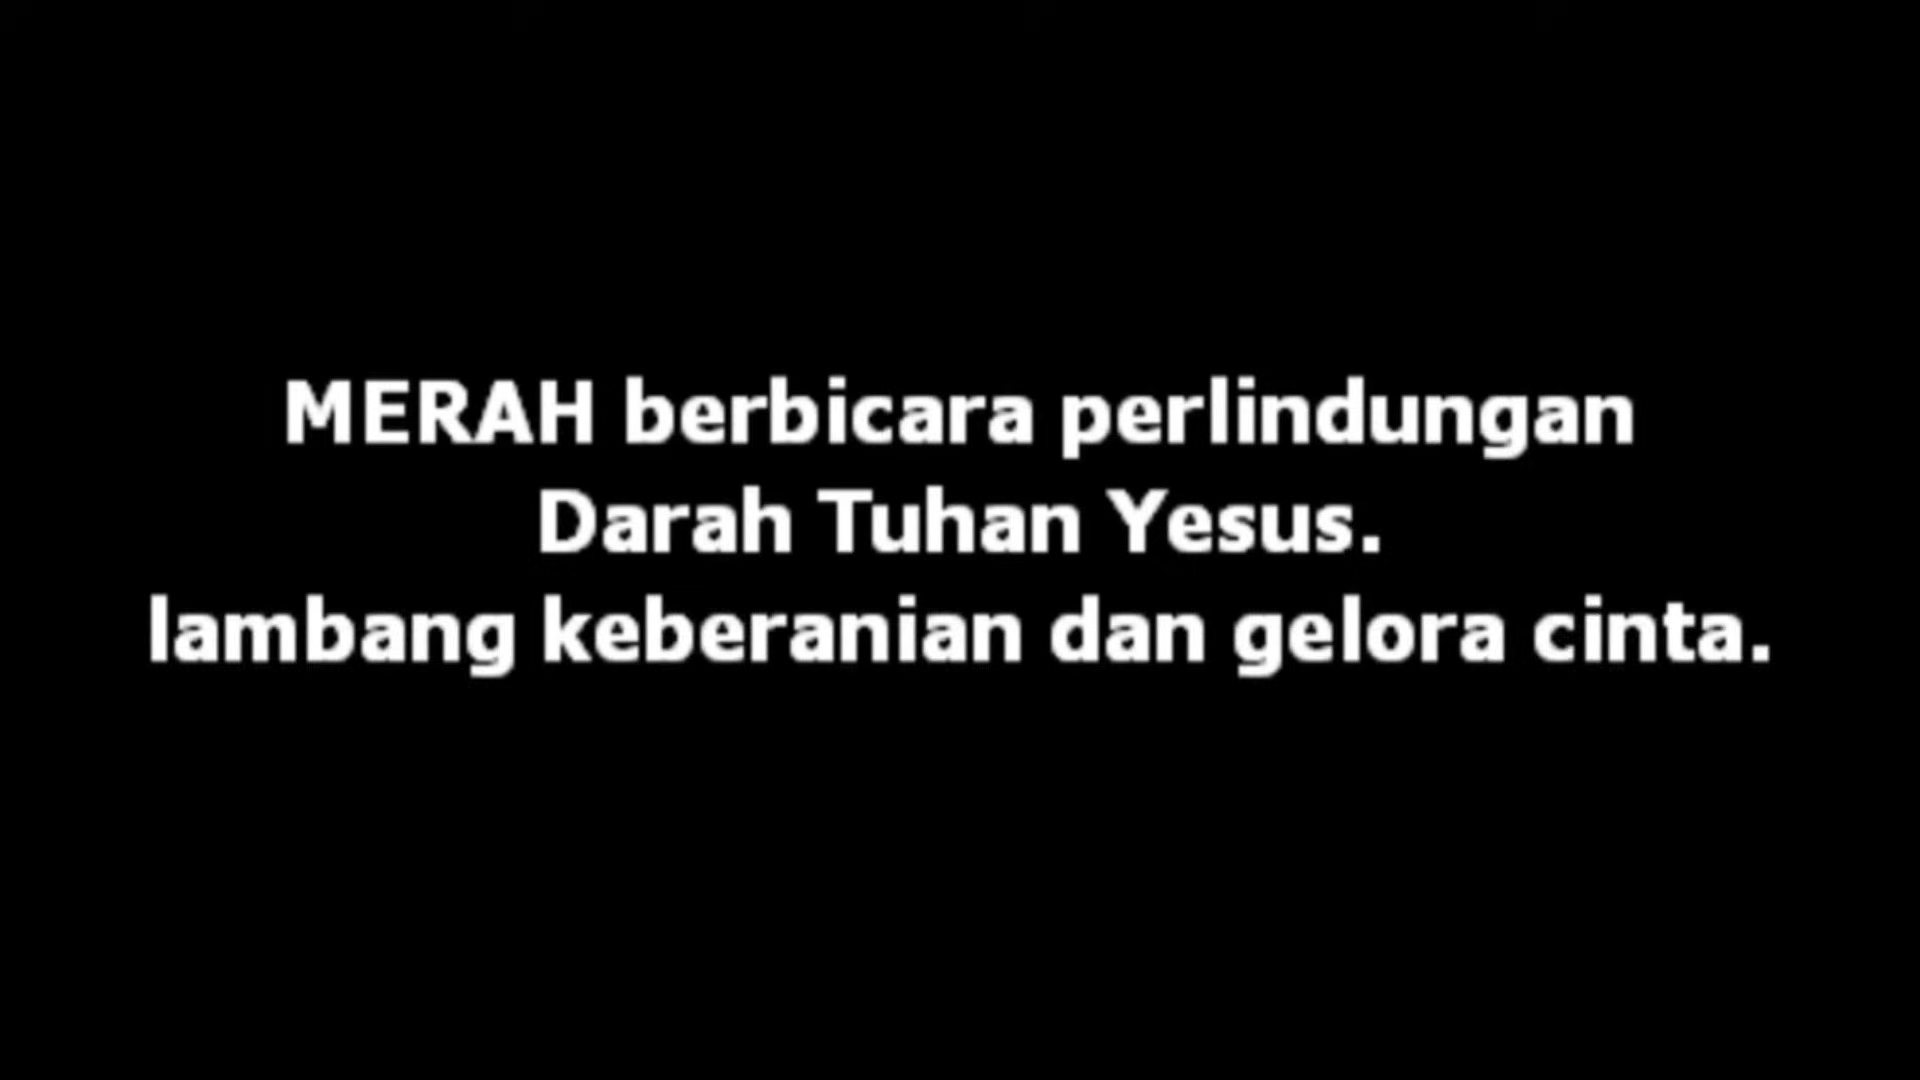 MERAH berbicara perlindungan
Darah Tuhan Yesus.
lambang keberanian dan gelora cinta.